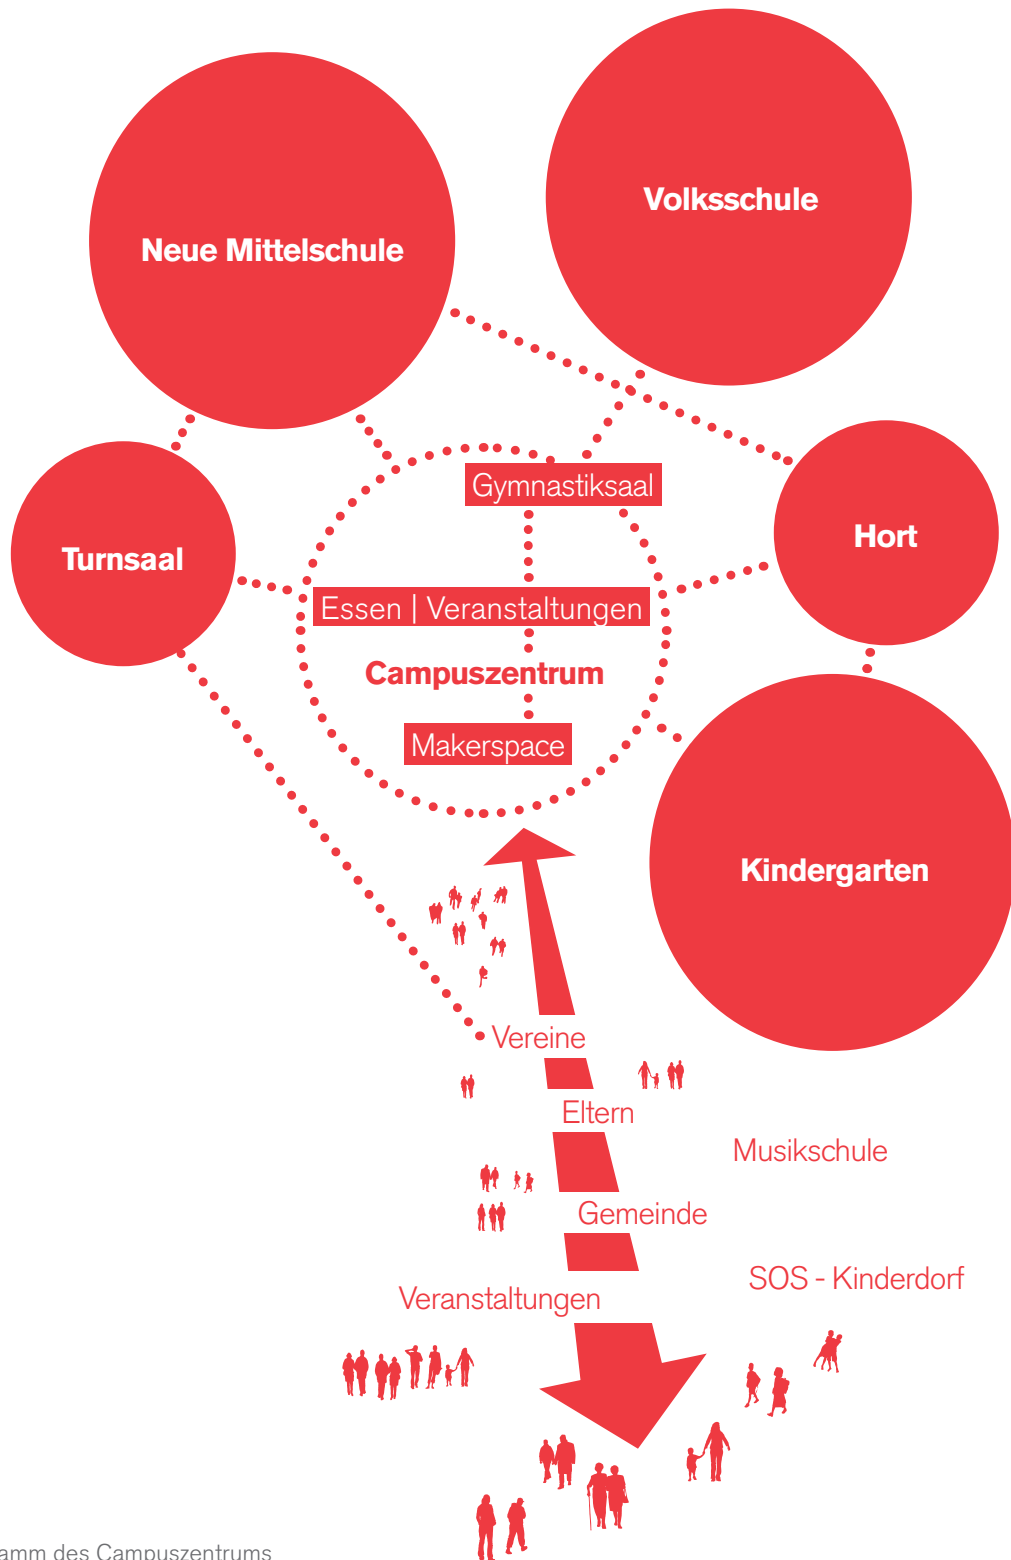 Volksschule
Neue Mittelschule
Gymnastiksaal
Hort
Turnsaal
Essen | Veranstaltungen
Campuszentrum
Makerspace
Kindergarten
Vereine
Eltern
Musikschule
Gemeinde
SOS - Kinderdorf
Veranstaltungen
des Campuszentrums